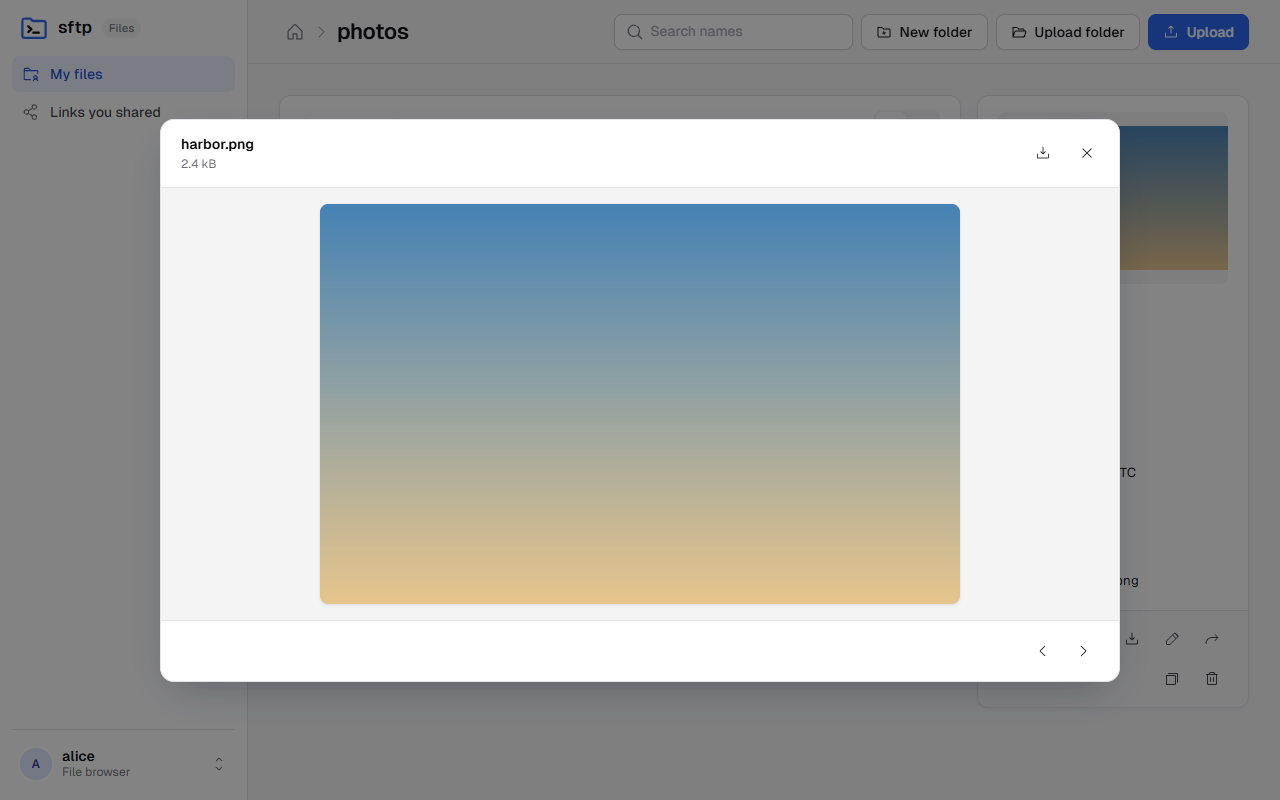 sftp
Files
photos
Search names
New folder
Upload folder
Upload
My files
Links you shared
harbor.png
2.4 kB
TC
png
A
alice
File browser